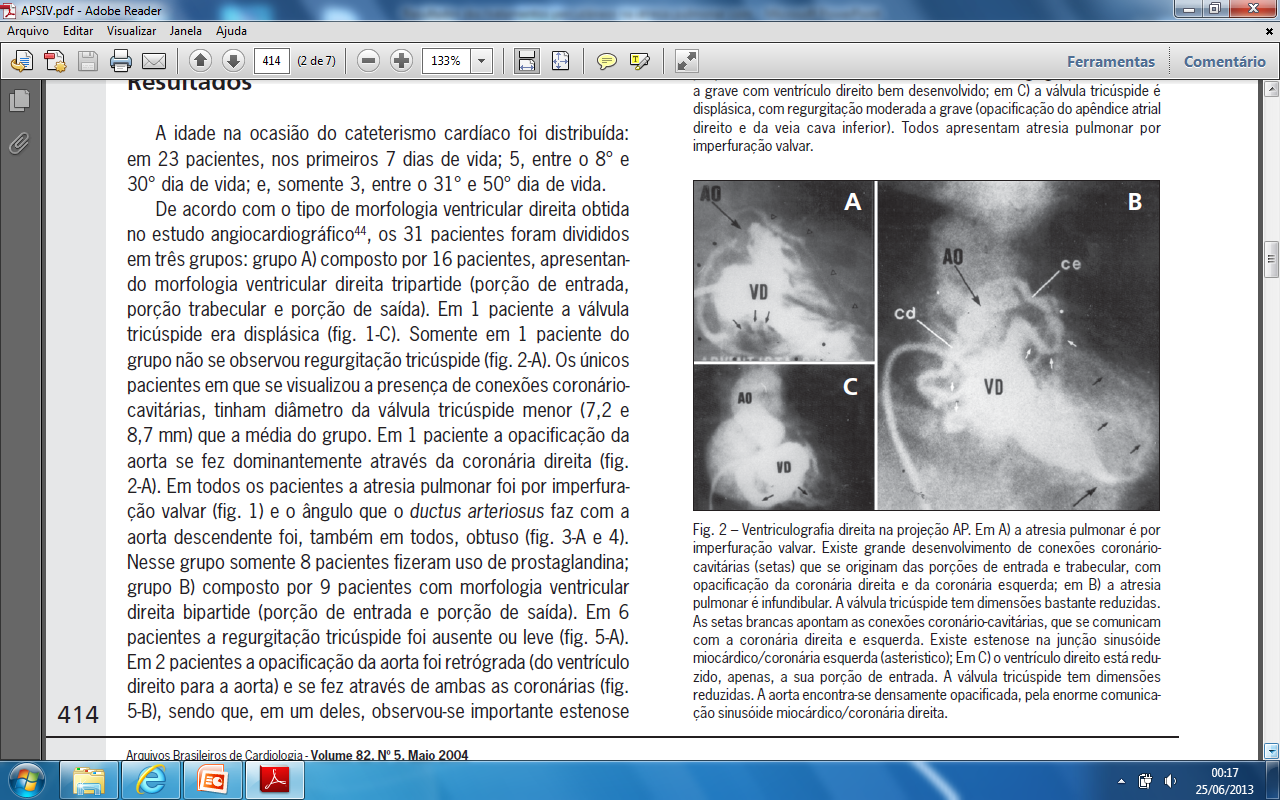 APSIV.pdf - Adobe Reader
Arquivo Editar Visualizar Janela Ajuda
414 (2 de 7) 133% Ferramentas Comentário
Resultados
A idade na ocasião do cateterismo cardíaco foi distribuída:
em 23 pacientes, nos primeiros 7 dias de vida; 5, entre o 8° e
30° dia de vida; e, somente 3, entre o 31° e 50° dia de vida.
De acordo com o tipo de morfologia ventricular direita obtida
no estudo angiocardiográfico44, os 31 pacientes foram divididos
em três grupos: grupo A) composto por 16 pacientes, apresentan-
do morfologia ventricular direita tripartide (porção de entrada,
porção trabecular e porção de saída). Em 1 paciente a válvula
tricúspide era displásica (fig. 1-C). Somente em 1 paciente do
grupo não se observou regurgitação tricúspide (fig. 2-A). Os únicos
pacientes em que se visualizou a presença de conexões coronário-
cavitárias, tinham diâmetro da válvula tricúspide menor (7,2 e
8,7 mm) que a média do grupo. Em 1 paciente a opacificação da
aorta se fez dominantemente através da coronária direita (fig.
2-A). Em todos os pacientes a atresia pulmonar foi por imperfura-
ção valvar (fig. 1) e o ângulo que o ductus arteriosus faz com a
aorta descendente foi, também em todos, obtuso (fig. 3-A e 4).
Nesse grupo somente 8 pacientes fizeram uso de prostaglandina;
grupo B) composto por 9 pacientes com morfologia ventricular
direita bipartide (porção de entrada e porção de saída). Em 6
pacientes a regurgitação tricúspide foi ausente ou leve (fig. 5-A).
Em 2 pacientes a opacificação da aorta foi retrógrada (do ventrículo
direito para a aorta) e se fez através de ambas as coronárias (fig.
5-B), sendo que, em um deles, observou-se importante estenose
414
Arquivos Brasileiros de Cardiologia - Volume 82, Nº 5, Maio 2004
a grave com ventrículo direito bem desenvolvido; em C) a válvula tricúspide é
displásica, com regurgitação moderada a grave (opacificação do apêndice atrial
direito e da veia cava inferior). Todos apresentam atresia pulmonar por
imperfuração valvar.
A
AO
VD
B
AO
ce
cd
VD
C
AO
VD
Fig. 2 – Ventriculografia direita na projeção AP. Em A) a atresia pulmonar é por
imperfuração valvar. Existe grande desenvolvimento de conexões coronário-
cavitárias (setas) que se originam das porções de entrada e trabecular, com
opacificação da coronária direita e da coronária esquerda; em B) a atresia
pulmonar é infundibular. A válvula tricúspide tem dimensões bastante reduzidas.
As setas brancas apontam as conexões coronário-cavitárias, que se comunicam
com a coronária direita e esquerda. Existe estenose na junção sinusóide
miocárdico/coronária esquerda (asteristico); Em C) o ventrículo direito está redu-
zido, apenas, a sua porção de entrada. A válvula tricúspide tem dimensões
reduzidas. A aorta encontra-se densamente opacificada, pela enorme comunica-
ção sinusóide miocárdico/coronária direita.
00:17
25/06/2013